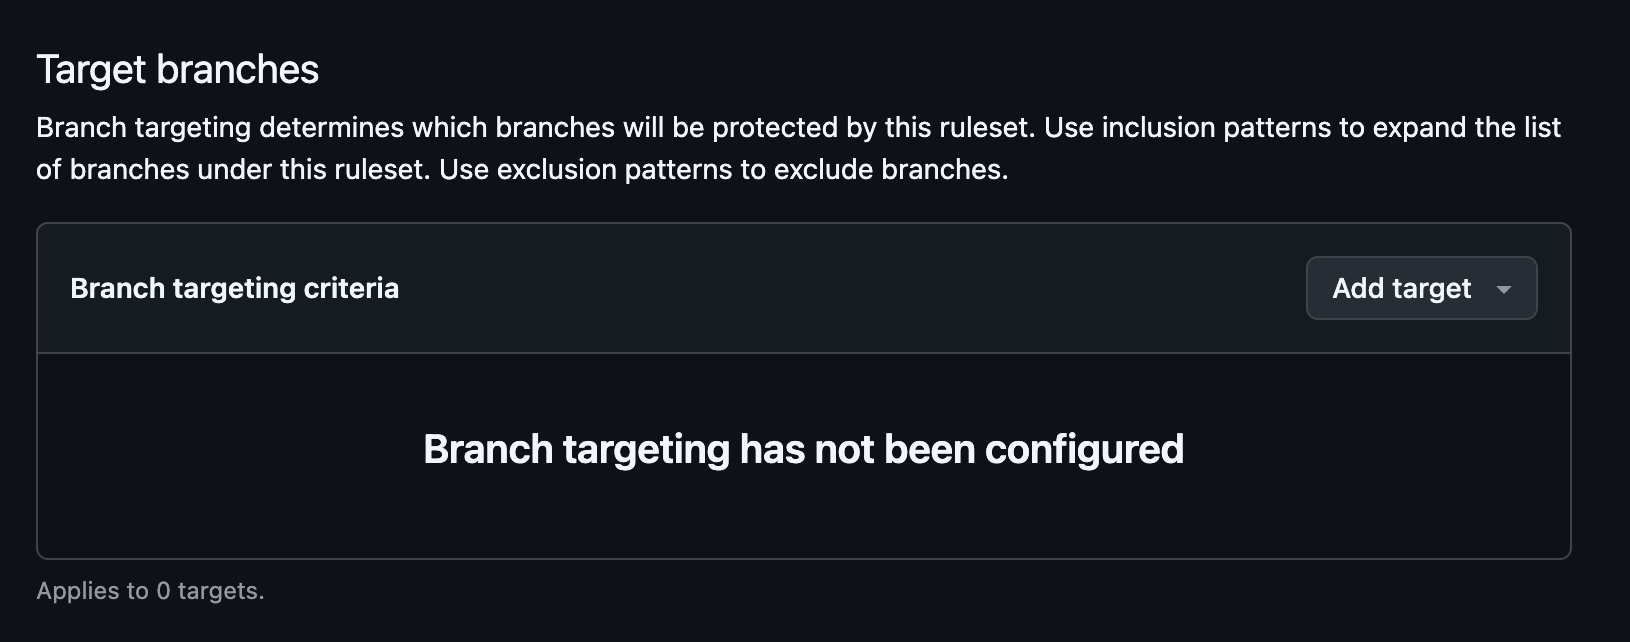 Target branches
Branch targeting determines which branches will be protected by this ruleset. Use inclusion patterns to expand the list
of branches under this ruleset. Use exclusion patterns to exclude branches.
Branch targeting criteria
Add target
Branch targeting has not been configured
Applies to 0 targets.